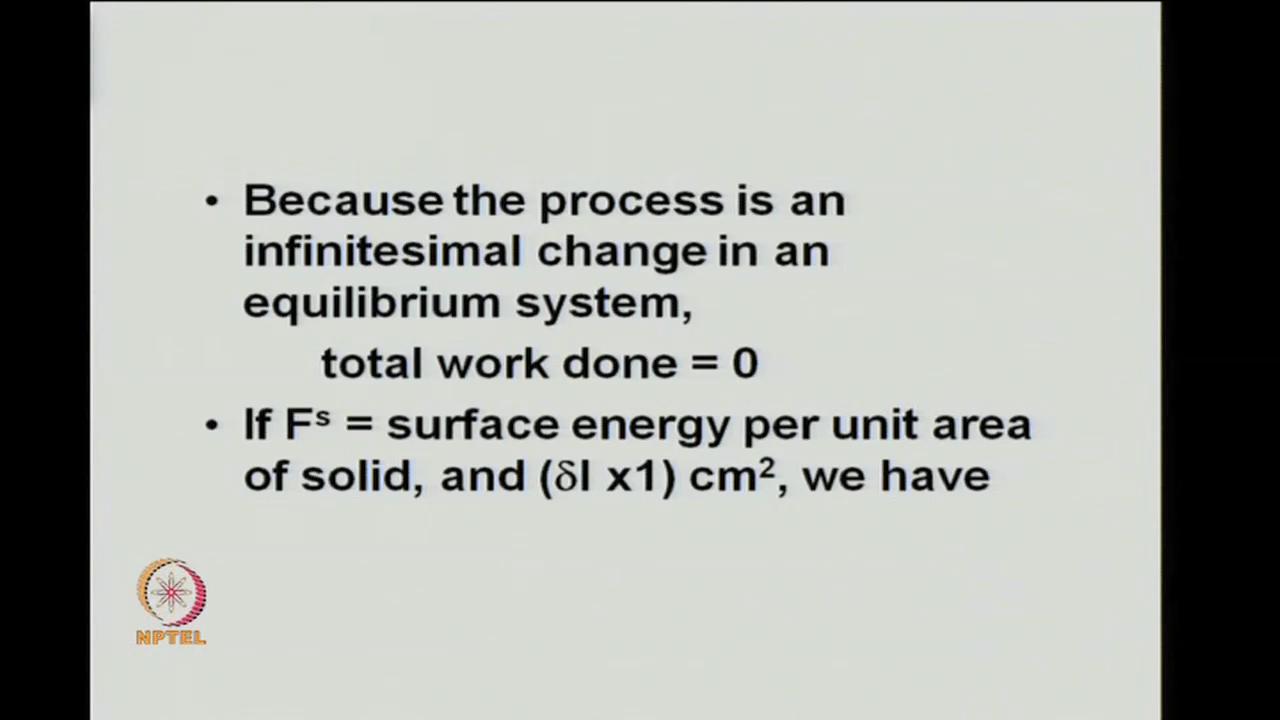 • Because the process is an
infinitesimal change in an
equilibrium system,
total work done = 0
• If Fˢ = surface energy per unit area
of solid, and (δl x1) cm², we have
NPTEL